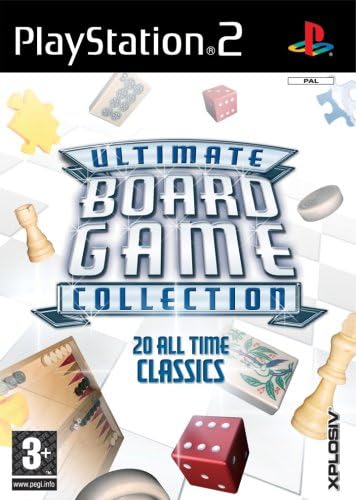 PlayStation®2
PAL
ULTIMATE
BOARD
GAME
COLLECTION
20 ALL TIME
CLASSICS
3+
www.pegi.info
XPLOSIV